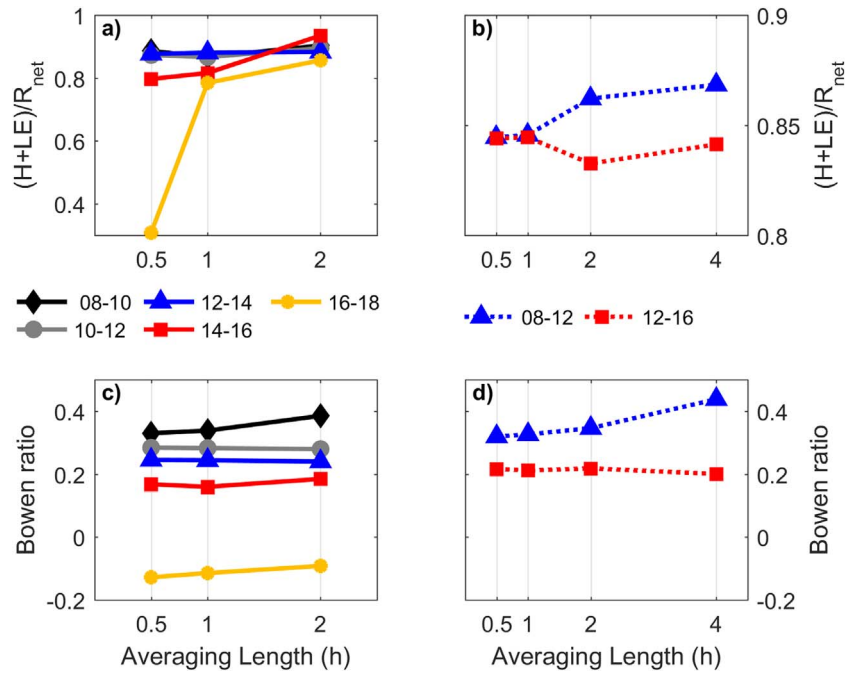 a)
(H+LE)/R_net
1
0.8
0.6
0.4
0.5 1 2
b)
(H+LE)/R_net
0.9
0.85
0.8
0.5 1 2 4
08-10 12-14 16-18
10-12 14-16
08-12 12-16
c)
Bowen ratio
0.4
0.2
0
-0.2
0.5 1 2
Averaging Length (h)
d)
Bowen ratio
0.4
0.2
0
-0.2
0.5 1 2 4
Averaging Length (h)